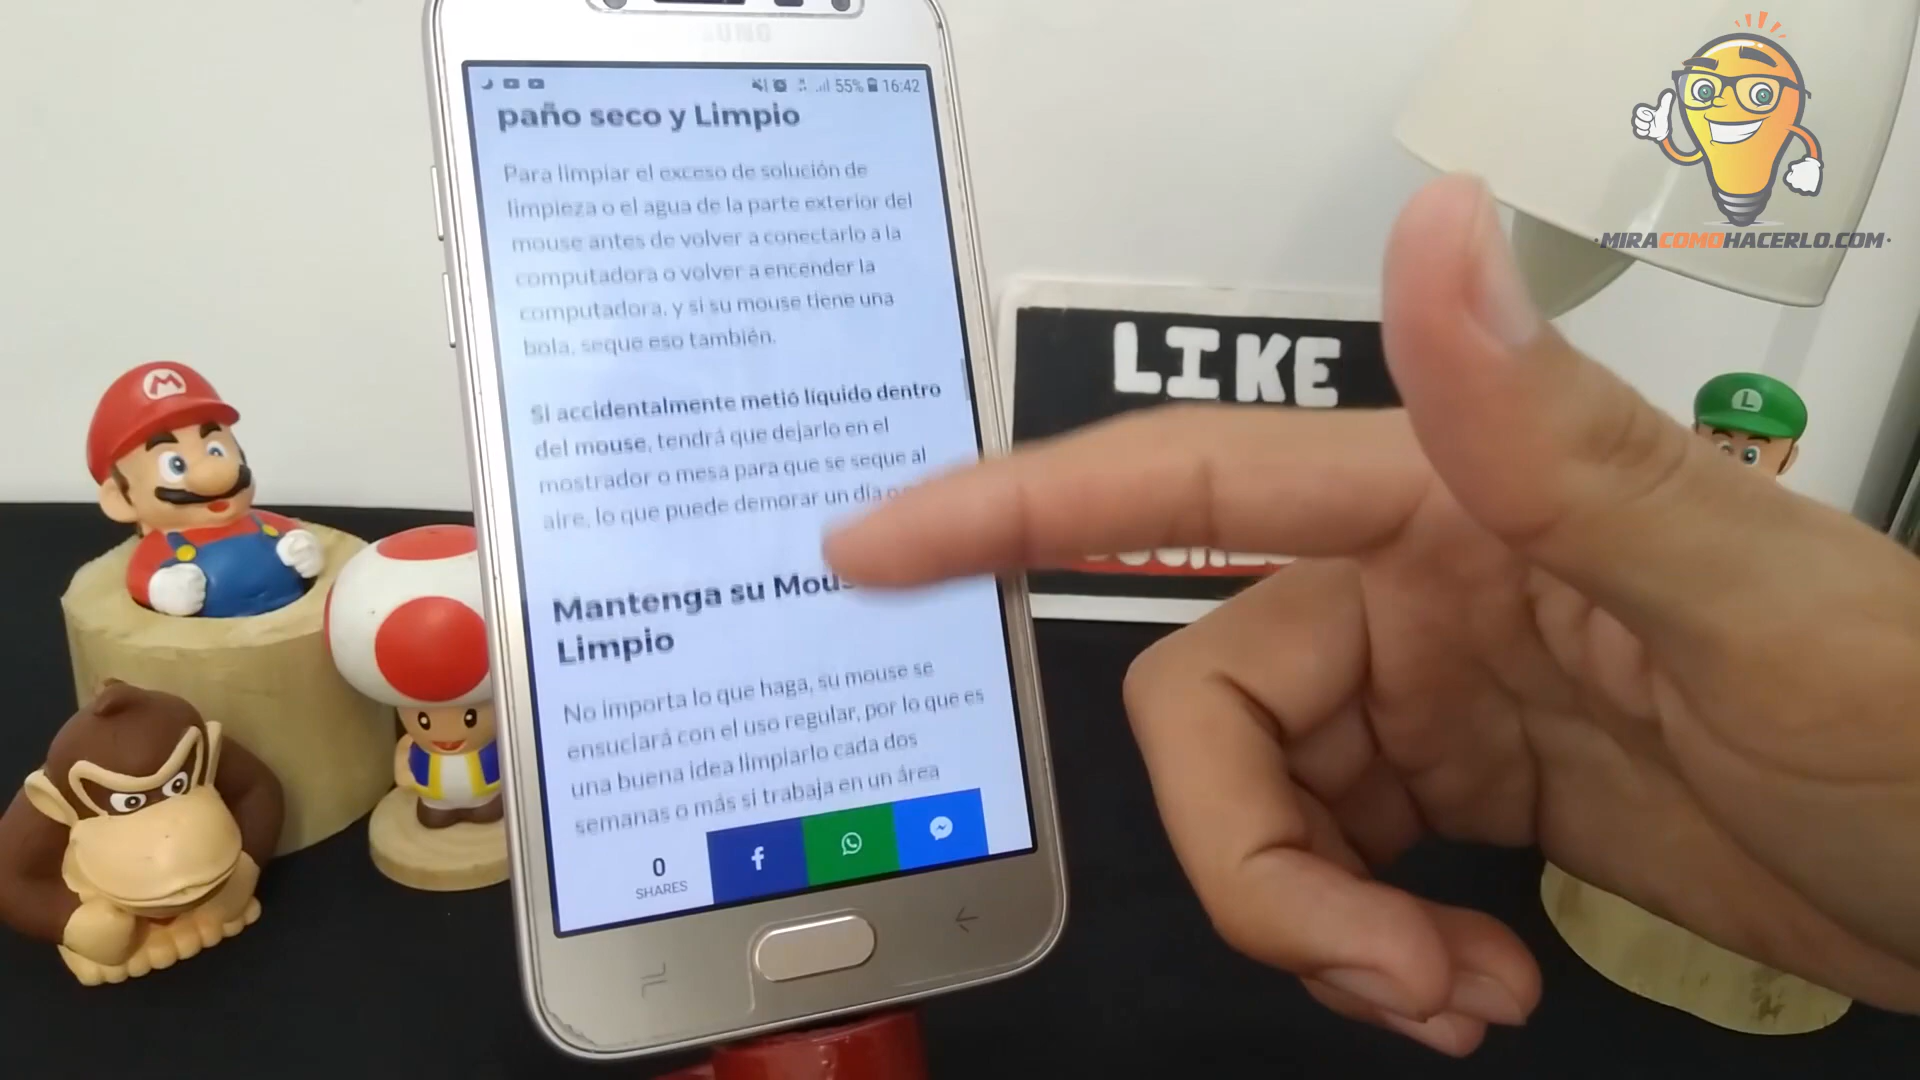 SUNG
55% 16:42
paño seco y Limpio
Para limpiar el exceso de solución de
limpieza o el agua de la parte exterior del
mouse antes de volver a conectarlo a la
computadora o volver a encender la
computadora, y si su mouse tiene una
bola, seque eso también.
Si accidentalmente metió líquido dentro
del mouse, tendrá que dejarlo en el
mostrador o mesa para que se seque al
aire, lo que puede demorar un día o
Mantenga su Mous
Limpio
No importa lo que haga, su mouse se
ensuciará con el uso regular, por lo que es
una buena idea limpiarlo cada dos
semanas o más si trabaja en un área
0
SHARES
f
LIKE
M
L
·MIRACOMOHACERLO.COM·